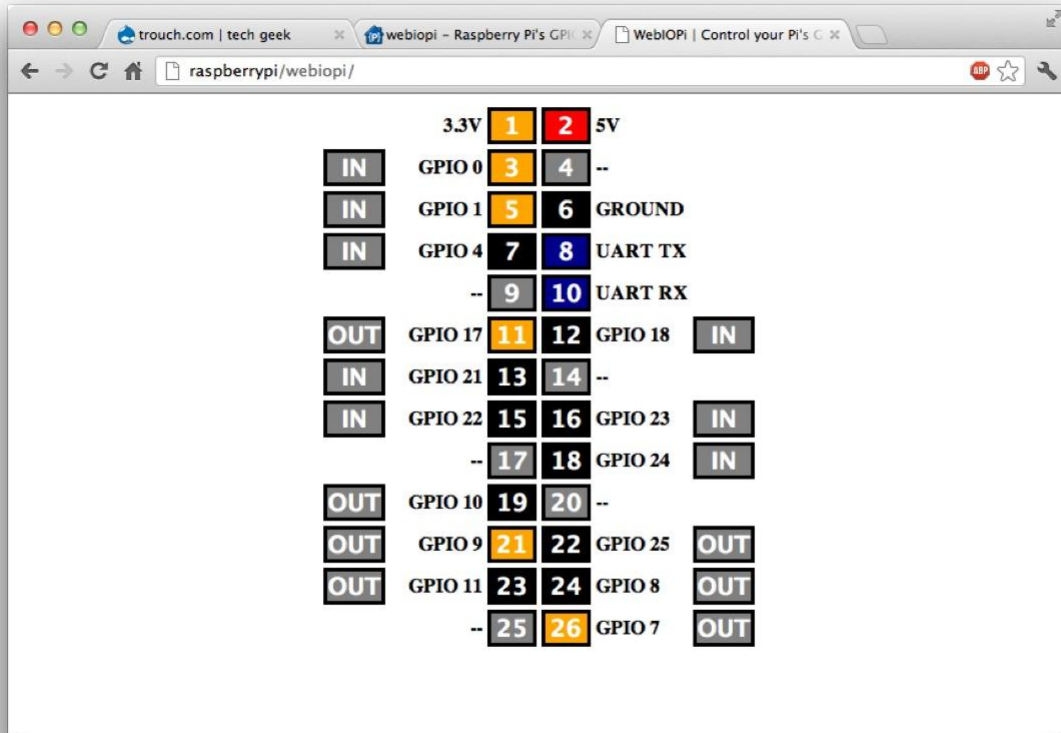 trouch.com | tech geek
webiopi - Raspberry Pi's GPI
WebIOPi | Control your Pi's G
raspberrypi/webiopi/
ABP
3.3V 1 2 5V
IN GPIO 0 3 4 --
IN GPIO 1 5 6 GROUND
IN GPIO 4 7 8 UART TX
-- 9 10 UART RX
OUT GPIO 17 11 12 GPIO 18 IN
IN GPIO 21 13 14 --
IN GPIO 22 15 16 GPIO 23 IN
-- 17 18 GPIO 24 IN
OUT GPIO 10 19 20 --
OUT GPIO 9 21 22 GPIO 25 OUT
OUT GPIO 11 23 24 GPIO 8 OUT
-- 25 26 GPIO 7 OUT